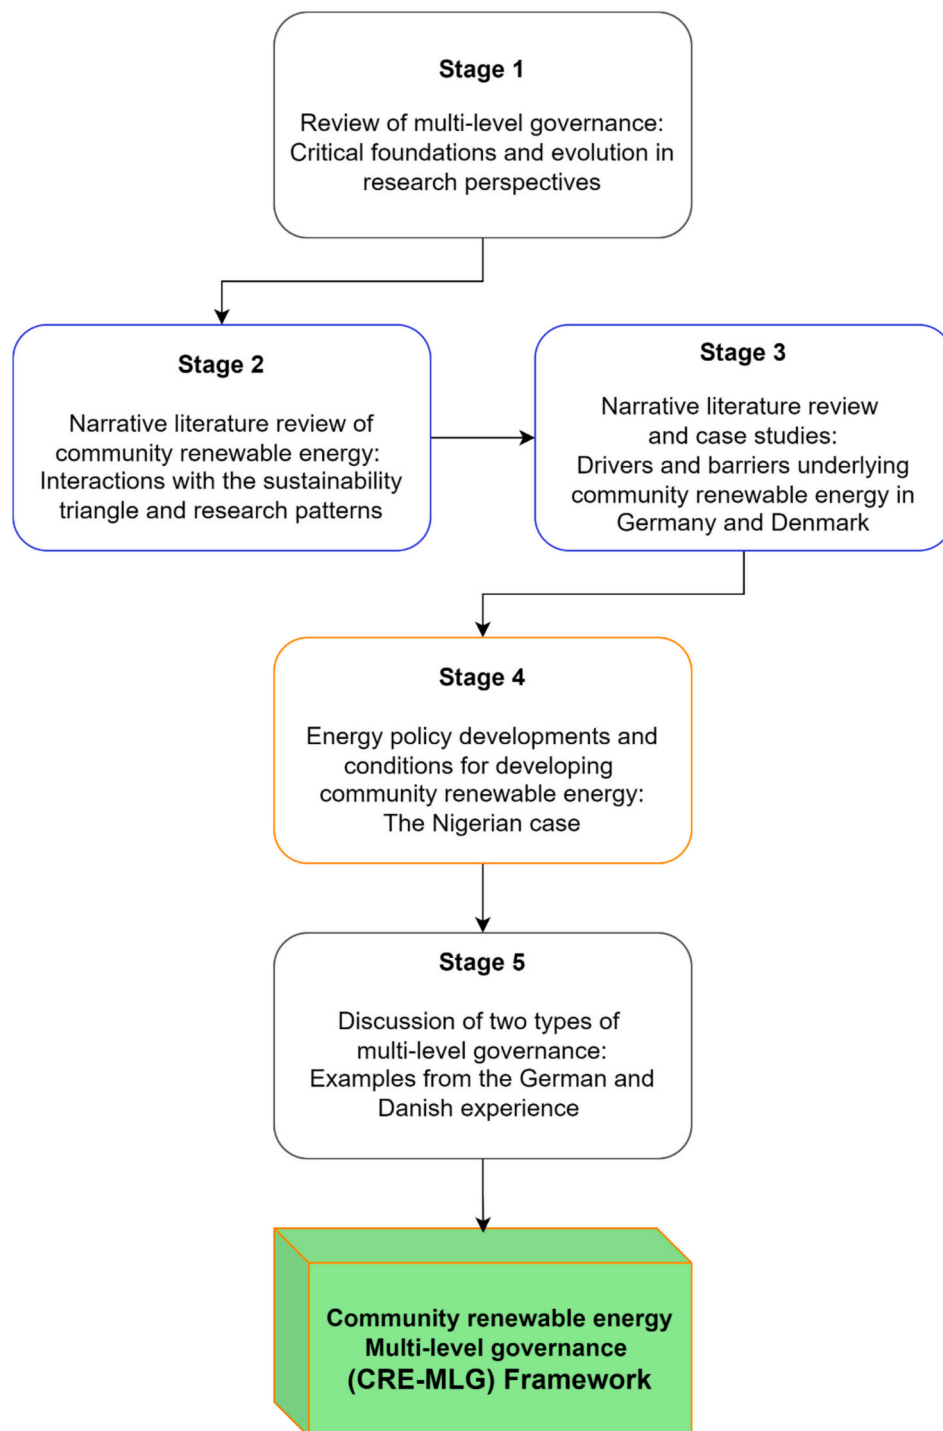 Stage 1
Review of multi-level governance:
Critical foundations and evolution in
research perspectives
Stage 2
Narrative literature review of
community renewable energy:
Interactions with the sustainability
triangle and research patterns
Stage 3
Narrative literature review
and case studies:
Drivers and barriers underlying
community renewable energy in
Germany and Denmark
Stage 4
Energy policy developments and
conditions for developing
community renewable energy:
The Nigerian case
Stage 5
Discussion of two types of
multi-level governance:
Examples from the German and
Danish experience
Community renewable energy
Multi-level governance
(CRE-MLG) Framework